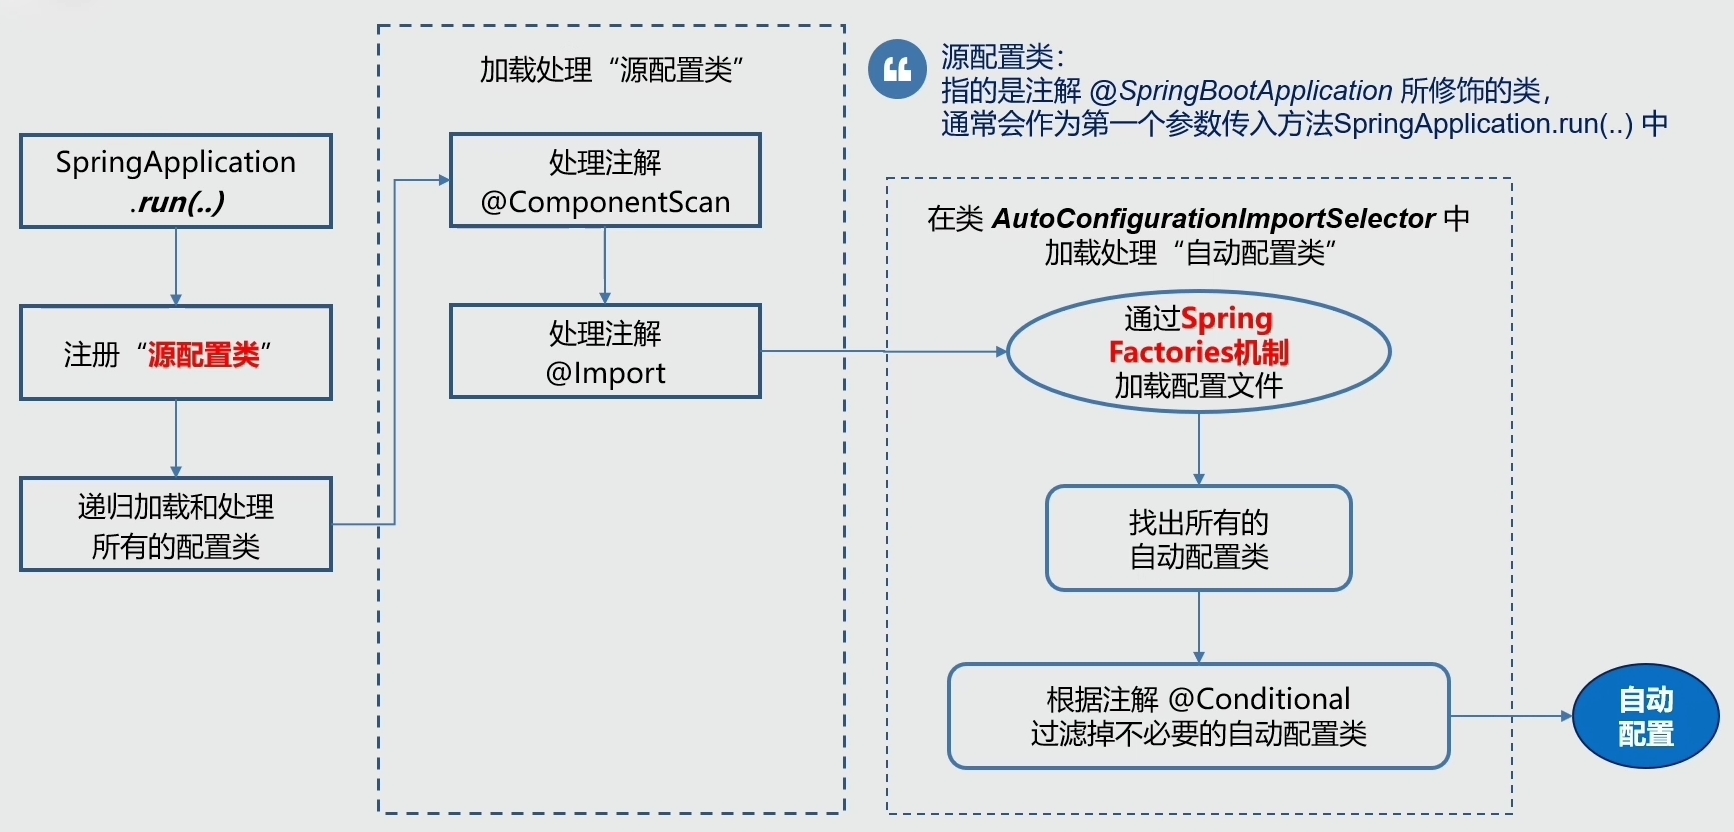 SpringApplication
.run(..)
注册“源配置类”
递归加载和处理
所有的配置类
加载处理“源配置类”
处理注解
@ComponentScan
处理注解
@Import
源配置类：
指的是注解 @SpringBootApplication 所修饰的类，
通常会作为第一个参数传入方法SpringApplication.run(..) 中
在类 AutoConfigurationImportSelector 中
加载处理“自动配置类”
通过Spring
Factories机制
加载配置文件
找出所有的
自动配置类
根据注解 @Conditional
过滤掉不必要的自动配置类
自动
配置